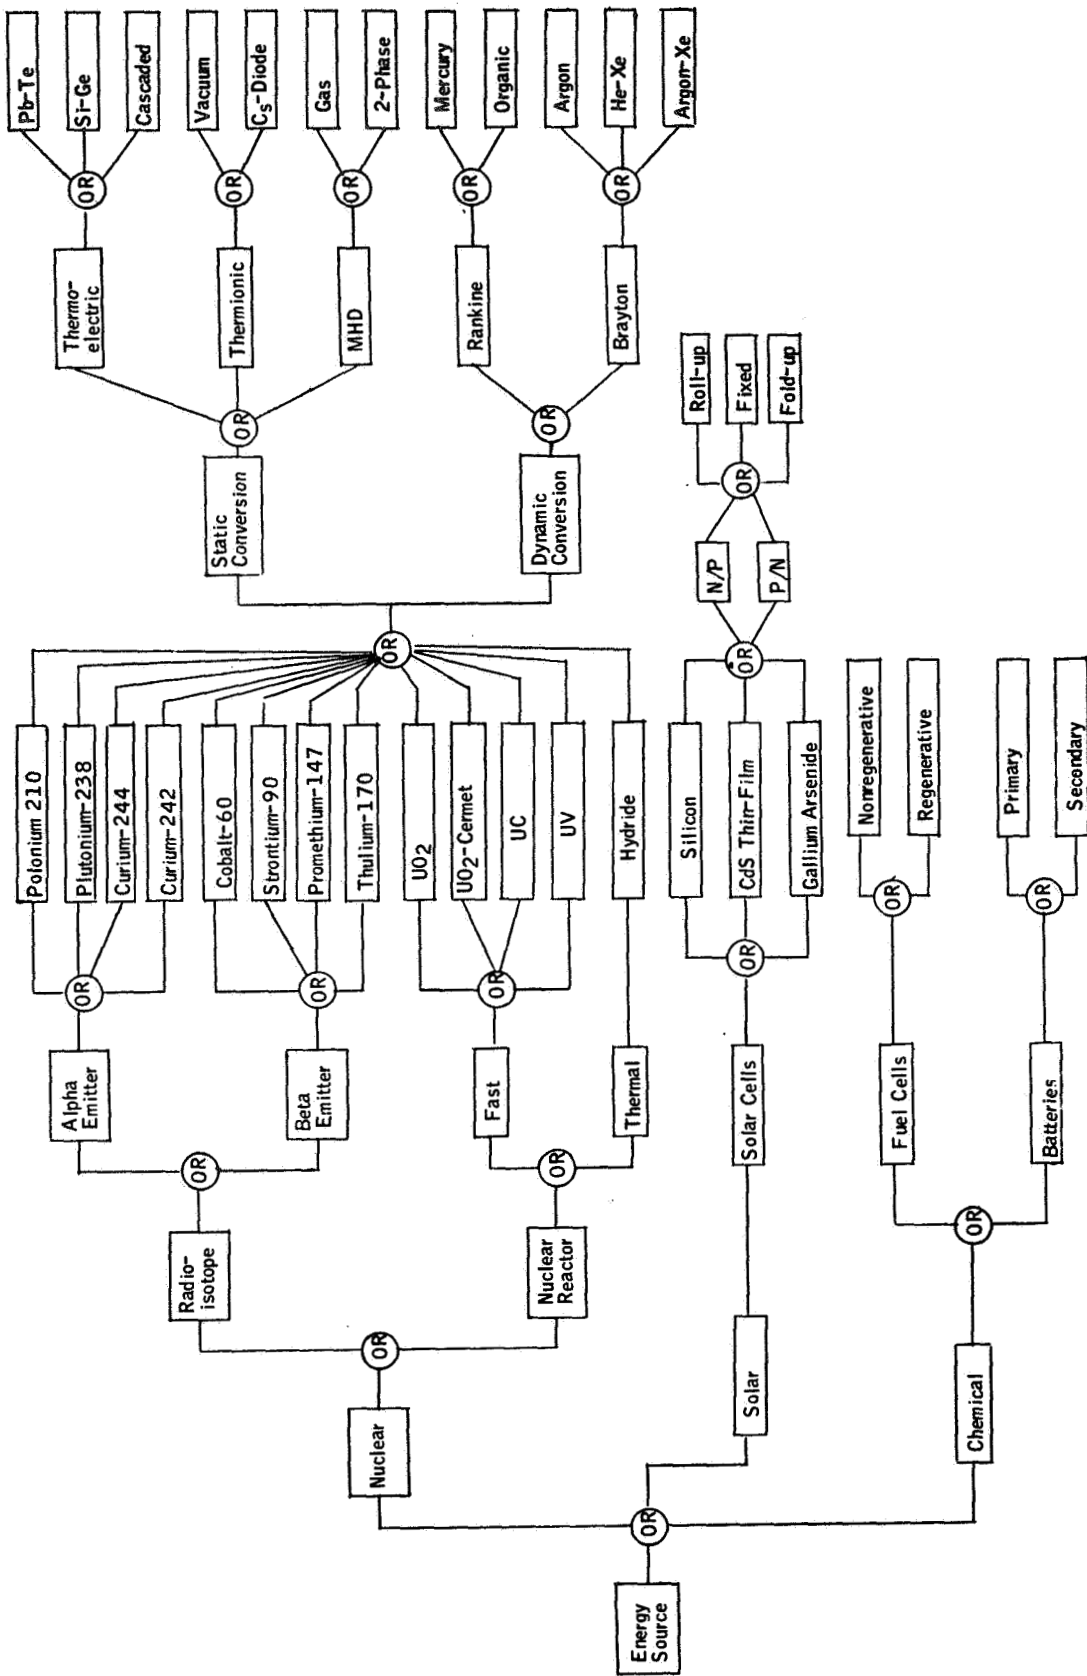 Energy
Source
OR
Nuclear
Solar
Chemical
OR
OR
Radio-
isotope
Nuclear
Reactor
OR
OR
Alpha
Emitter
Beta
Emitter
Fast
Thermal
Solar Cells
Fuel Cells
Batteries
OR
OR
OR
OR
OR
OR
Polonium 210
Plutonium-238
Curium-244
Curium-242
Cobalt-60
Strontium-90
Promethium-147
Thulium-170
UO2
UO2-Cermet
UC
UV
Hydride
Silicon
CdS Thin-Film
Gallium Arsenide
Nonregenerative
Regenerative
Primary
Secondary
OR
OR
Static
Conversion
Dynamic
Conversion
N/P
P/N
OR
OR
OR
Roll-up
Fixed
Fold-up
Thermo-
electric
Thermionic
MHD
Rankine
Brayton
OR
OR
OR
OR
OR
Pb-Te
Si-Ge
Cascaded
Vacuum
Cs-Diode
Gas
2-Phase
Mercury
Organic
Argon
He-Xe
Argon-Xe